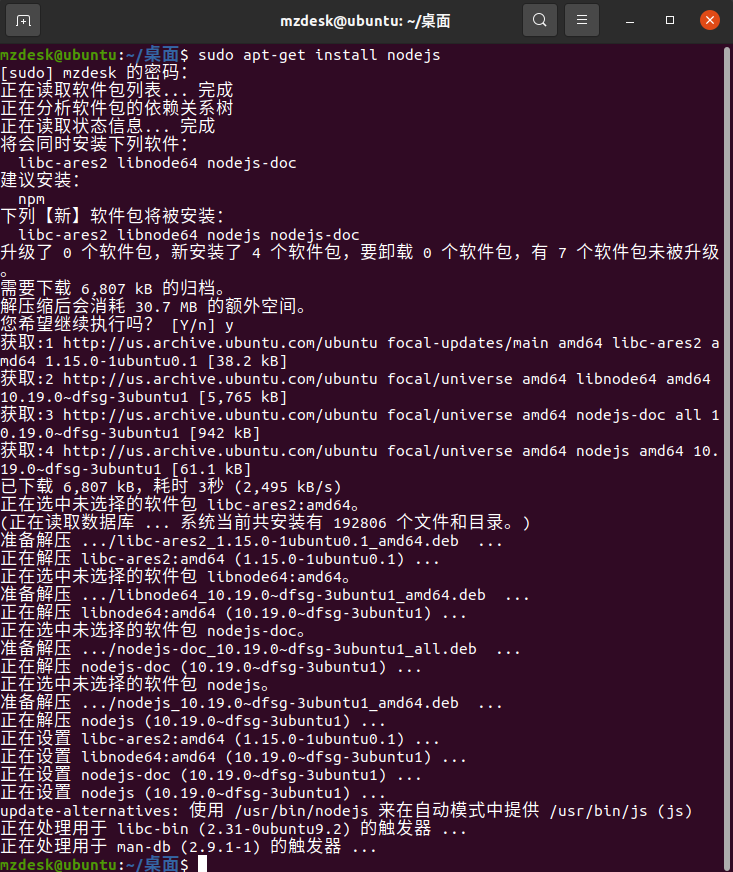 mzdesk@ubuntu: ~/桌面
mzdesk@ubuntu:~/桌面$ sudo apt-get install nodejs
[sudo] mzdesk 的密码：
正在读取软件包列表... 完成
正在分析软件包的依赖关系树
正在读取状态信息... 完成
将会同时安装下列软件：
  libc-ares2 libnode64 nodejs-doc
建议安装：
  npm
下列【新】软件包将被安装：
  libc-ares2 libnode64 nodejs nodejs-doc
升级了 0 个软件包，新安装了 4 个软件包，要卸载 0 个软件包，有 7 个软件包未被升级
。
需要下载 6,807 kB 的归档。
解压缩后会消耗 30.7 MB 的额外空间。
您希望继续执行吗？ [Y/n] y
获取:1 http://us.archive.ubuntu.com/ubuntu focal-updates/main amd64 libc-ares2 a
md64 1.15.0-1ubuntu0.1 [38.2 kB]
获取:2 http://us.archive.ubuntu.com/ubuntu focal/universe amd64 libnode64 amd64
10.19.0~dfsg-3ubuntu1 [5,765 kB]
获取:3 http://us.archive.ubuntu.com/ubuntu focal/universe amd64 nodejs-doc all 1
0.19.0~dfsg-3ubuntu1 [942 kB]
获取:4 http://us.archive.ubuntu.com/ubuntu focal/universe amd64 nodejs amd64 10.
19.0~dfsg-3ubuntu1 [61.1 kB]
已下载 6,807 kB，耗时 3秒 (2,495 kB/s)
正在选中未选择的软件包 libc-ares2:amd64。
(正在读取数据库 ... 系统当前共安装有 192806 个文件和目录。)
准备解压 .../libc-ares2_1.15.0-1ubuntu0.1_amd64.deb  ...
正在解压 libc-ares2:amd64 (1.15.0-1ubuntu0.1) ...
正在选中未选择的软件包 libnode64:amd64。
准备解压 .../libnode64_10.19.0~dfsg-3ubuntu1_amd64.deb  ...
正在解压 libnode64:amd64 (10.19.0~dfsg-3ubuntu1) ...
正在选中未选择的软件包 nodejs-doc。
准备解压 .../nodejs-doc_10.19.0~dfsg-3ubuntu1_all.deb  ...
正在解压 nodejs-doc (10.19.0~dfsg-3ubuntu1) ...
正在选中未选择的软件包 nodejs。
准备解压 .../nodejs_10.19.0~dfsg-3ubuntu1_amd64.deb  ...
正在解压 nodejs (10.19.0~dfsg-3ubuntu1) ...
正在设置 libc-ares2:amd64 (1.15.0-1ubuntu0.1) ...
正在设置 libnode64:amd64 (10.19.0~dfsg-3ubuntu1) ...
正在设置 nodejs-doc (10.19.0~dfsg-3ubuntu1) ...
正在设置 nodejs (10.19.0~dfsg-3ubuntu1) ...
update-alternatives: 使用 /usr/bin/nodejs 来在自动模式中提供 /usr/bin/js (js)
正在处理用于 libc-bin (2.31-0ubuntu9.2) 的触发器 ...
正在处理用于 man-db (2.9.1-1) 的触发器 ...
mzdesk@ubuntu:~/桌面$